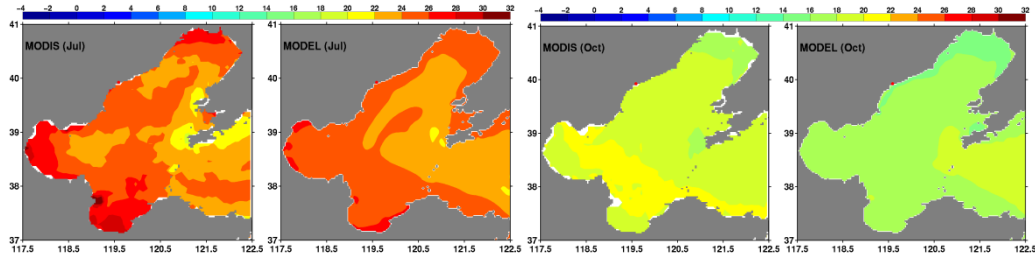 −4 −2 0 2 4 6 8 10 12 14 16 18 20 22 24 26 28 30 32 −4 −2 0 2 4 6 8 10 12 14 16 18 20 22 24 26 28 30 32
41 41 41 41
MODIS (Jul) MODEL (Jul) MODIS (Oct) MODEL (Oct)
40 40 40 40
39 39 39 39
38 38 38 38
37 37 37 37
117.5 118.5 119.5 120.5 121.5 122.5 117.5 118.5 119.5 120.5 121.5 122.5 117.5 118.5 119.5 120.5 121.5 122.5 117.5 118.5 119.5 120.5 121.5 122.5